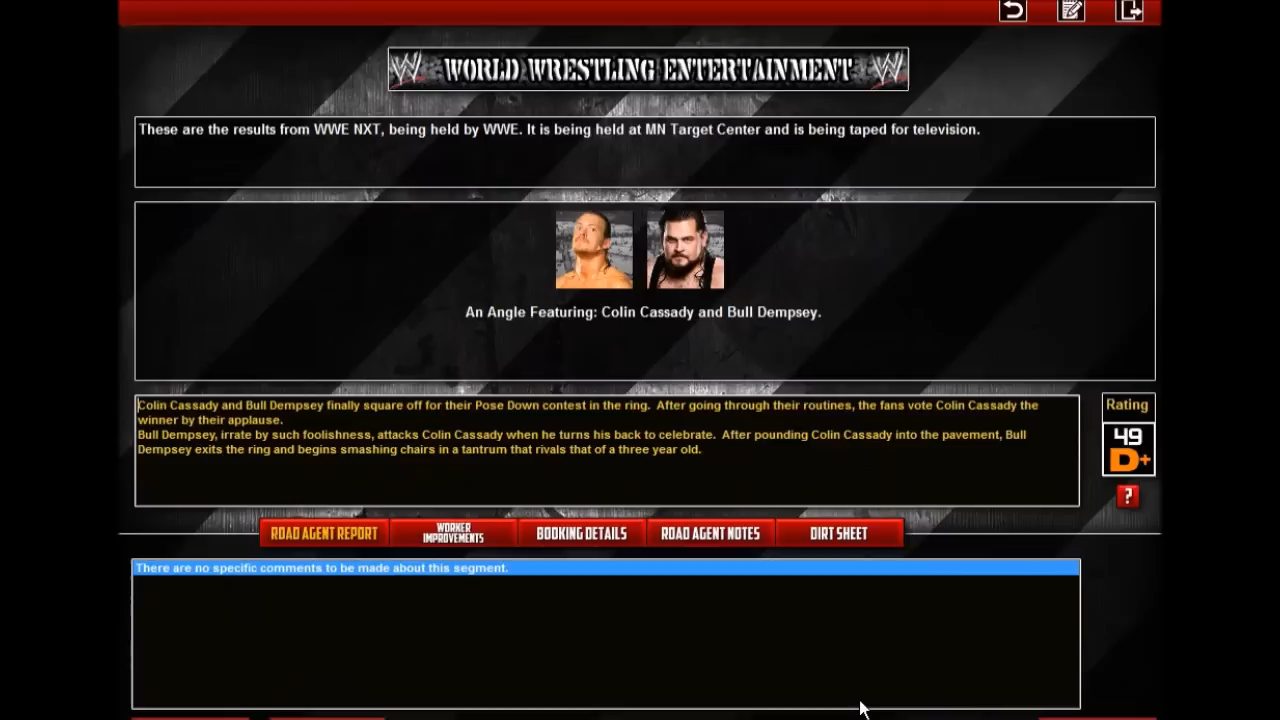 WORLD WRESTLING ENTERTAINMENT
These are the results from WWE NXT, being held by WWE. It is being held at MN Target Center and is being taped for television.
An Angle Featuring: Colin Cassady and Bull Dempsey.
Colin Cassady and Bull Dempsey finally square off for their Pose Down contest in the ring. After going through their routines, the fans vote Colin Cassady the
winner by their applause.
Bull Dempsey, irrate by such foolishness, attacks Colin Cassady when he turns his back to celebrate. After pounding Colin Cassady into the pavement, Bull
Dempsey exits the ring and begins smashing chairs in a tantrum that rivals that of a three year old.
Rating
49
D+
?
ROAD AGENT REPORT
WORKER
IMPROVEMENTS
BOOKING DETAILS
ROAD AGENT NOTES
DIRT SHEET
There are no specific comments to be made about this segment.